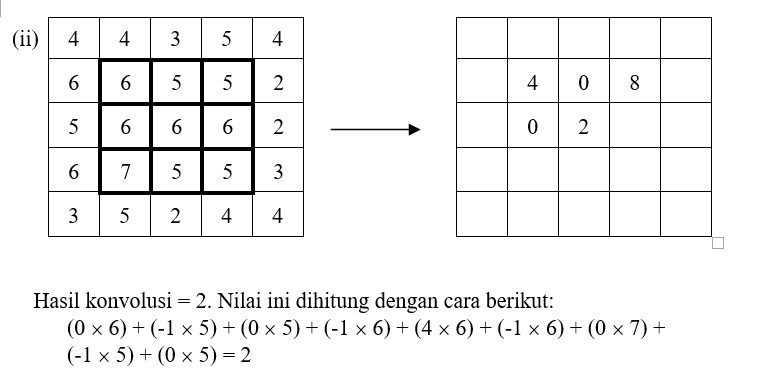 (ii) 4 4 3 5 4
6 6 5 5 2 4 0 8
5 6 6 6 2 0 2
6 7 5 5 3
3 5 2 4 4
Hasil konvolusi = 2. Nilai ini dihitung dengan cara berikut:
(0 × 6) + (-1 × 5) + (0 × 5) + (-1 × 6) + (4 × 6) + (-1 × 6) + (0 × 7) +
(-1 × 5) + (0 × 5) = 2